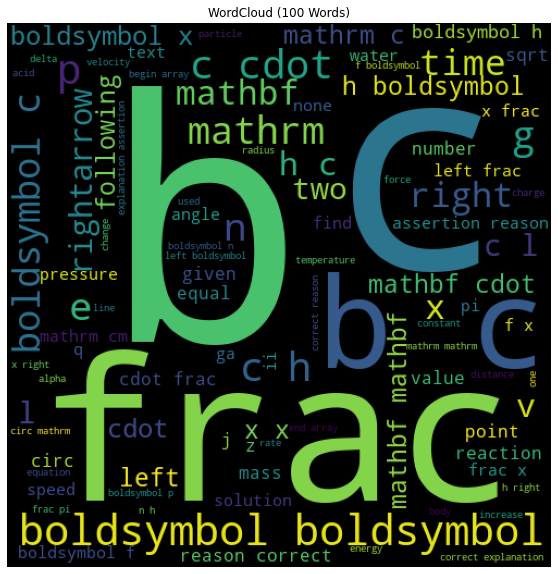 WordCloud (100 Words)
boldsymbol x
particle
mathrm c
boldsymbol h
delta
text
p
c cdot
water
time
sqrt
acid
velocity
begin array
f boldsymbol
mathbf
none
h boldsymbol
x frac
b
c
boldsymbol c
rightarrow
following
explanation assertion
mathrm
number
g
radius
h c
two
left frac
force
right
charge
used
angle
n
find
assertion reason
change
boldsymbol n
left boldsymbol
given
temperature
c l
pressure
equal
correct reason
b c
mathbf cdot
e
line
x
pi
constant
f x
mathrm cm
q
ga
ii
c h
mathbf mathbf
mathrm mathrm
x right
alpha
cdot frac
value
distance
one
frac
l
circ mathrm
cdot
j
x x
z
rate
end array
v
point
circ
reaction
equation
speed
left
mass
frac x
h right
boldsymbol p
solution
frac pi
n h
body
increase
boldsymbol boldsymbol
boldsymbol f
reason correct
energy
correct explanation